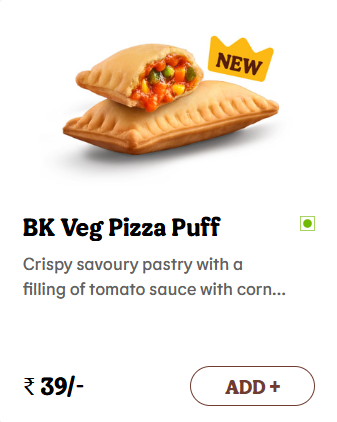 NEW
BK Veg Pizza Puff
Crispy savoury pastry with a
filling of tomato sauce with corn...
₹ 39/-
ADD +